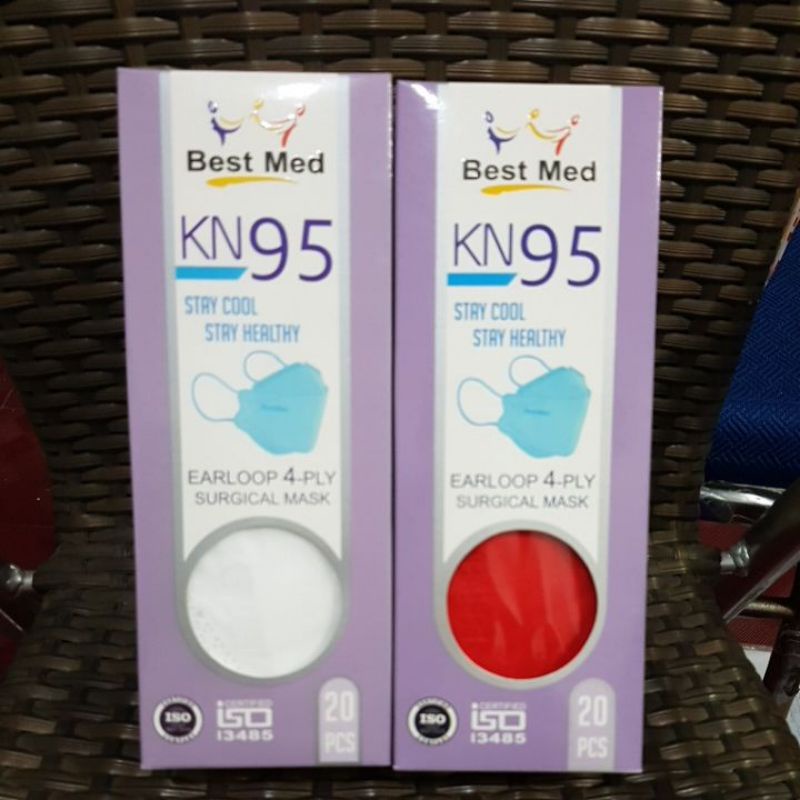 Best Med
KN95
STAY COOL
STAY HEALTHY
EARLOOP 4-PLY
SURGICAL MASK
ISO
CERTIFIED
ISO
13485
20
PCS
Best Med
KN95
STAY COOL
STAY HEALTHY
EARLOOP 4-PLY
SURGICAL MASK
ISO
CERTIFIED
ISO
13485
20
PCS